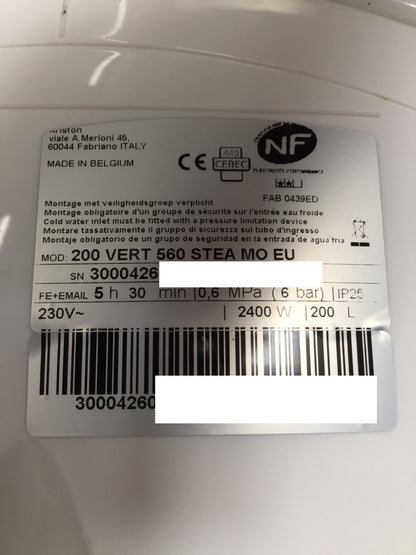 Ariston
viale A.Merloni 45,
60044 Fabriano ITALY
MADE IN BELGIUM
CE
449
CEBEC
NF
ELECTRICITE PERFORMANCE
FAB 0439ED
Montage met veiligheidsgroep verplicht
Montage obligatoire d'un groupe de sécurité sur l'entrée eau froide
Cold water inlet must be fitted with a pressure limitation device
Montare tassativamente il gruppo di sicurezza sul tubo d'ingresso
Montaje obligatorio de un grupo de seguridad en la entrada de agua fria
MOD: 200 VERT 560 STEA MO EU
SN 3000426
FE+EMAIL 5 h 30 min 0,6 MPa ( 6 bar) IP25
230V~ 2400 W 200 L
30004260